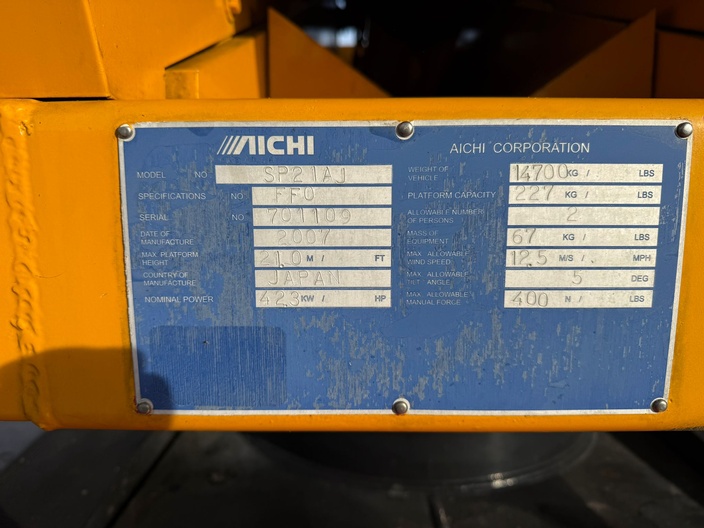 AICHI
AICHI CORPORATION
MODEL NO SP21AJ
SPECIFICATIONS NO FFO
SERIAL NO 701109
DATE OF MANUFACTURE 2007
MAX. PLATFORM HEIGHT 21.0 M / FT
COUNTRY OF MANUFACTURE JAPAN
NOMINAL POWER 42.3 KW / HP
WEIGHT OF VEHICLE 14700 KG / LBS
PLATFORM CAPACITY 227 KG / LBS
ALLOWABLE NUMBER OF PERSONS 2
MASS OF EQUIPMENT 67 KG / LBS
MAX. ALLOWABLE WIND SPEED 12.5 M/S / MPH
MAX. ALLOWABLE TILT ANGLE 5 DEG
MAX. ALLOWABLE MANUAL FORCE 400 N / LBS